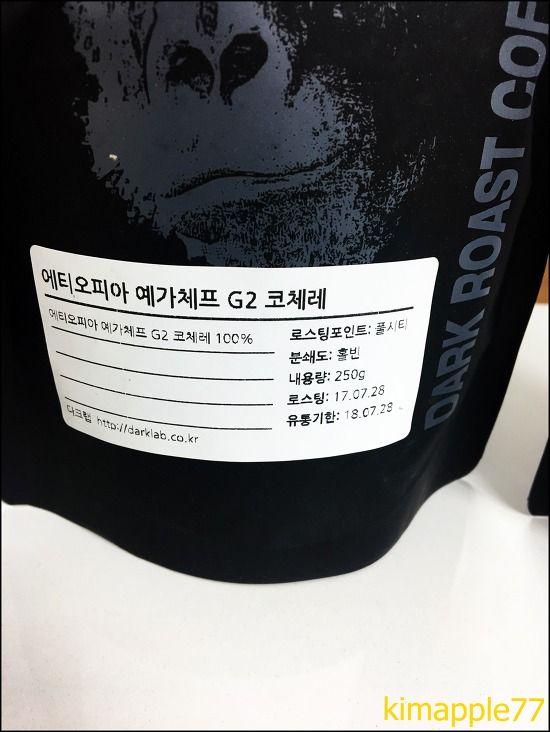 DARK ROAST COF
에티오피아 예가체프 G2 코체레
에티오피아 예가체프 G2 코체레 100%
로스팅포인트: 풀시티
분쇄도: 홀빈
내용량: 250g
로스팅: 17.07.28
유통기한: 18.07.28
다크랩 http://darklab.co.kr
kimapple77